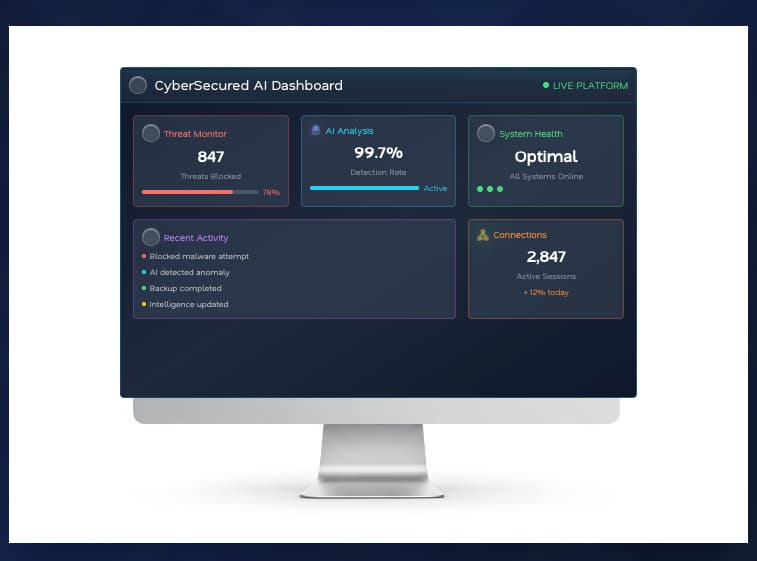 CyberSecured AI Dashboard
LIVE PLATFORM
Threat Monitor
847
Threats Blocked
78%
AI Analysis
99.7%
Detection Rate
Active
System Health
Optimal
All Systems Online
Recent Activity
Blocked malware attempt
AI detected anomaly
Backup completed
Intelligence updated
Connections
2,847
Active Sessions
+12% today